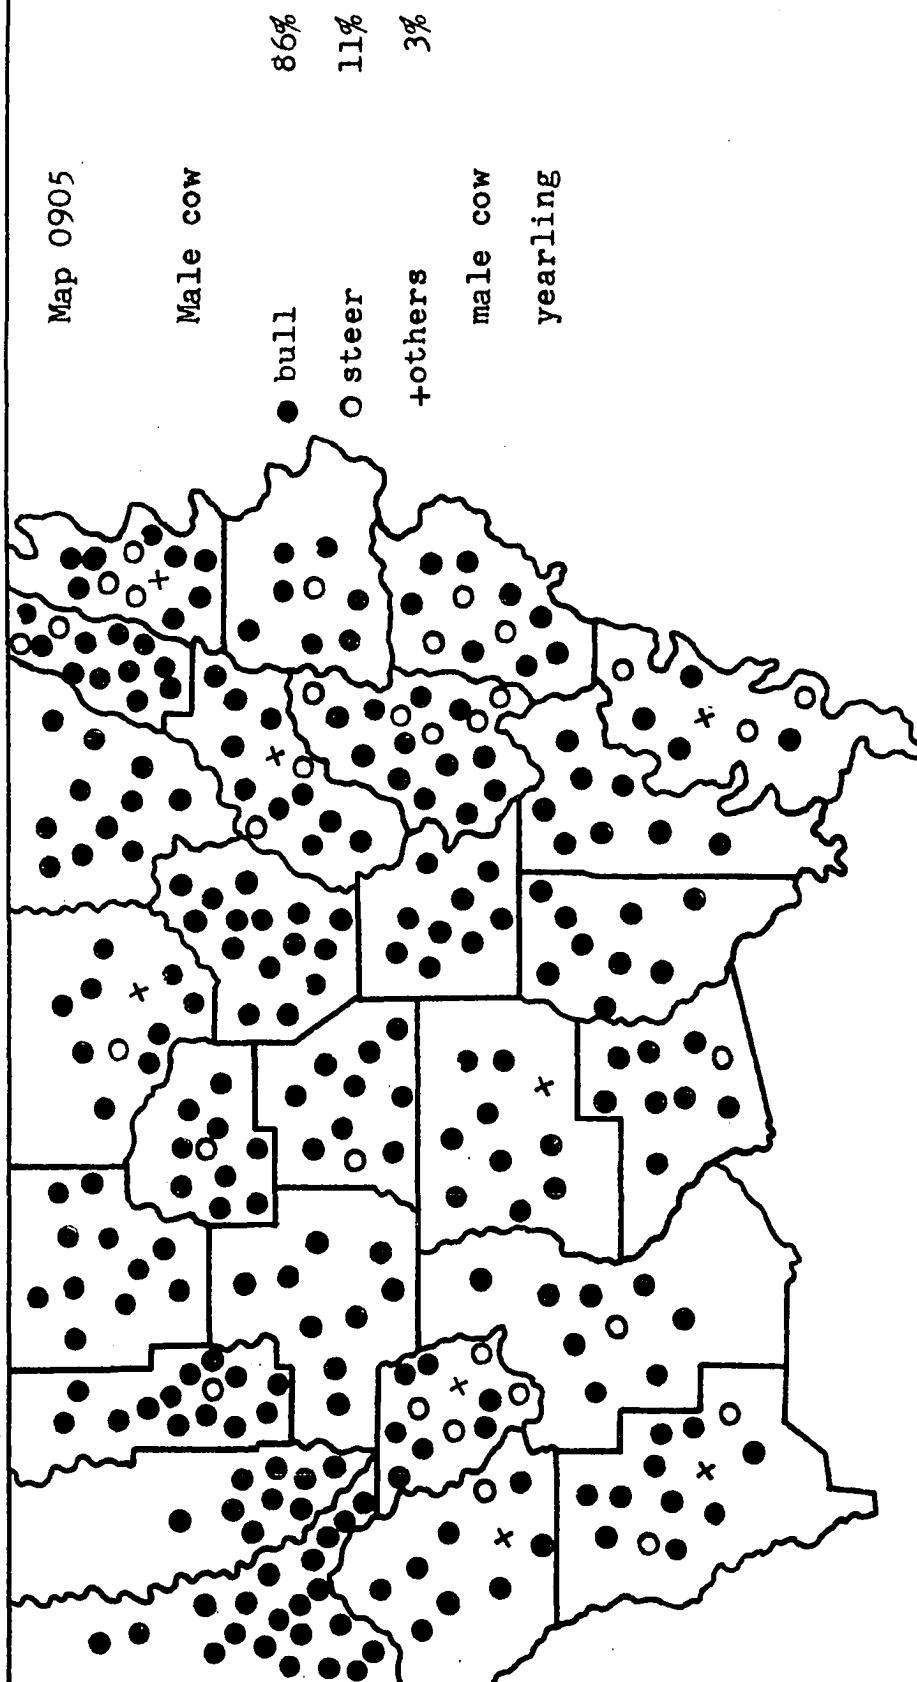 Map 0905
Male cow
● bull 86%
O steer 11%
+others 3%
male cow
yearling